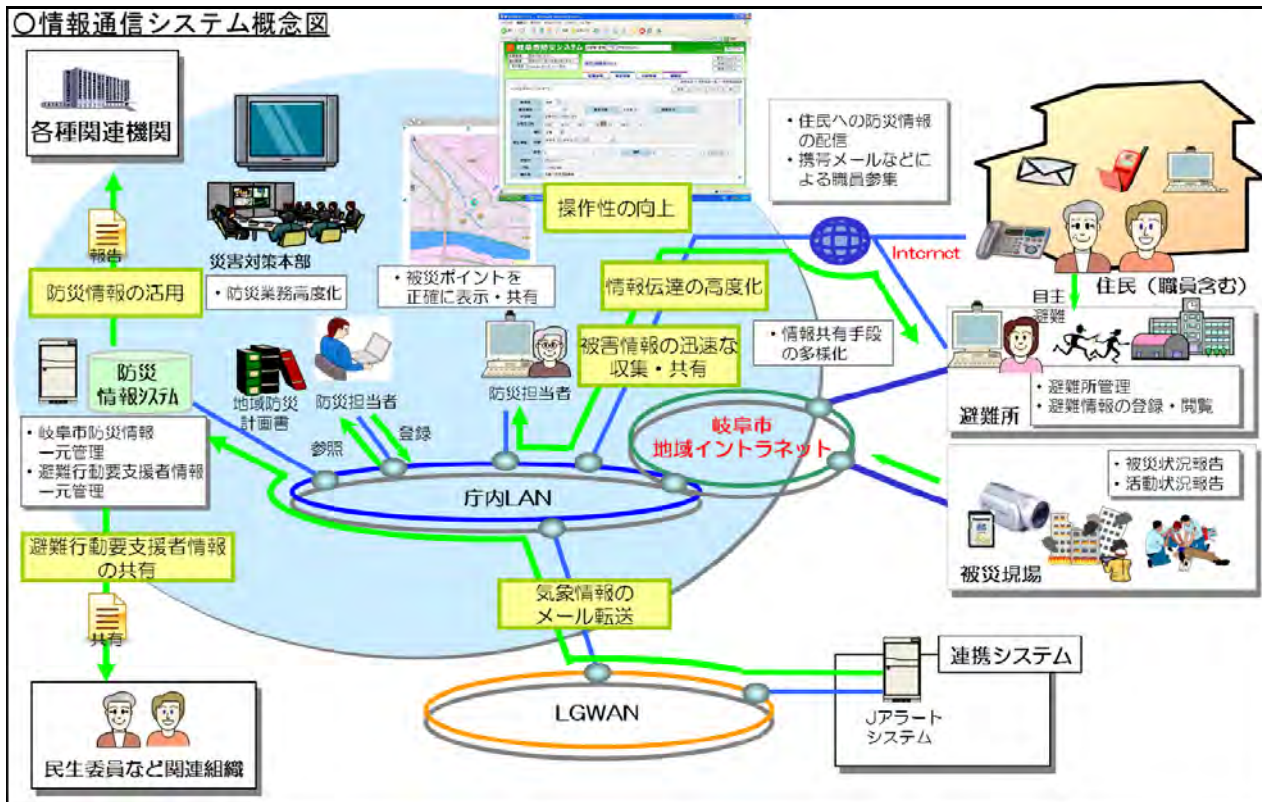 〇情報通信システム概念図
各種関連機関
報告
防災情報の活用
災害対策本部
・防災業務高度化
岐阜市防災システム
操作性の向上
・被災ポイントを
正確に表示・共有
・住民への防災情報
の配信
・携帯メールなどに
よる職員参集
Internet
住民（職員含む）
自主
避難
情報伝達の高度化
被害情報の迅速な
収集・共有
・情報共有手段
の多様化
防災
情報システム
地域防災
計画書
防災担当者
防災担当者
参照
登録
・避難所管理
・避難情報の登録・閲覧
避難所
岐阜市
地域イントラネット
・岐阜市防災情報
一元管理
・避難行動要支援者情報
一元管理
庁内LAN
・被災状況報告
・活動状況報告
被災現場
避難行動要支援者情報
の共有
共有
気象情報の
メール転送
連携システム
LGWAN
Jアラート
システム
民生委員など関連組織